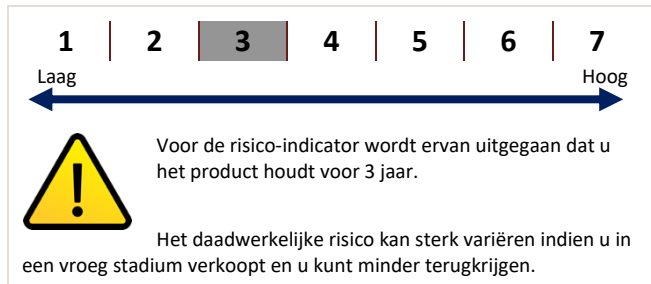 1 2 3 4 5 6 7
Laag Hoog
Voor de risico-indicator wordt ervan uitgegaan dat u
het product houdt voor 3 jaar.
Het daadwerkelijke risico kan sterk variëren indien u in
een vroeg stadium verkoopt en u kunt minder terugkrijgen.